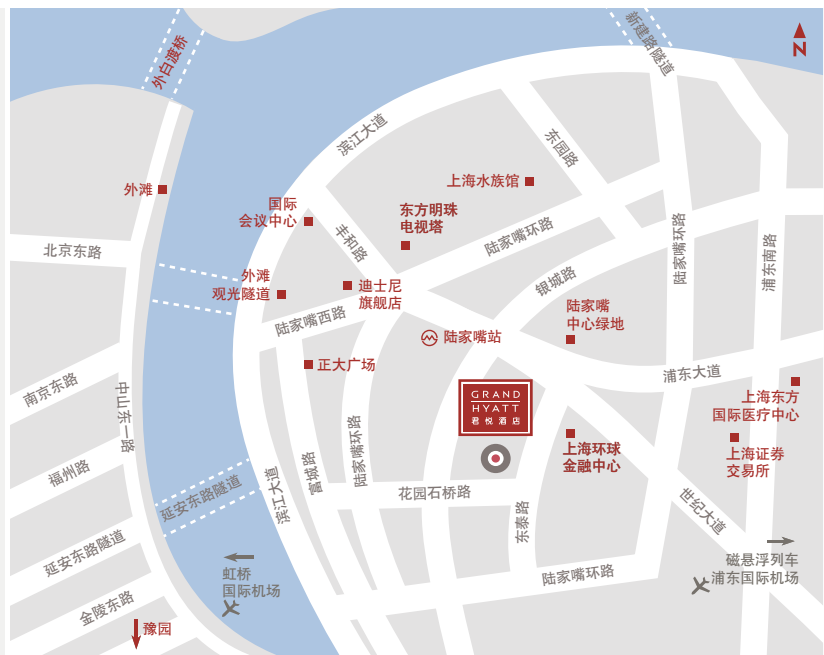 新建路隧道
外白渡桥
N
滨江大道
东园路
上海水族馆
外滩
国际
会议中心
东方明珠
电视塔
丰和路
陆家嘴环路
陆家嘴环路
浦东南路
北京东路
外滩
观光隧道
迪士尼
旗舰店
银城路
陆家嘴西路
陆家嘴
中心绿地
陆家嘴站
正大广场
浦东大道
南京东路
中山东一路
GRAND
HYATT
君悦酒店
上海东方
国际医疗中心
陆家嘴环路
上海环球
金融中心
上海证券
交易所
福州路
富城路
滨江大道
延安东路隧道
花园石桥路
东泰路
世纪大道
延安东路隧道
虹桥
国际机场
陆家嘴环路
磁悬浮列车
浦东国际机场
金陵东路
豫园